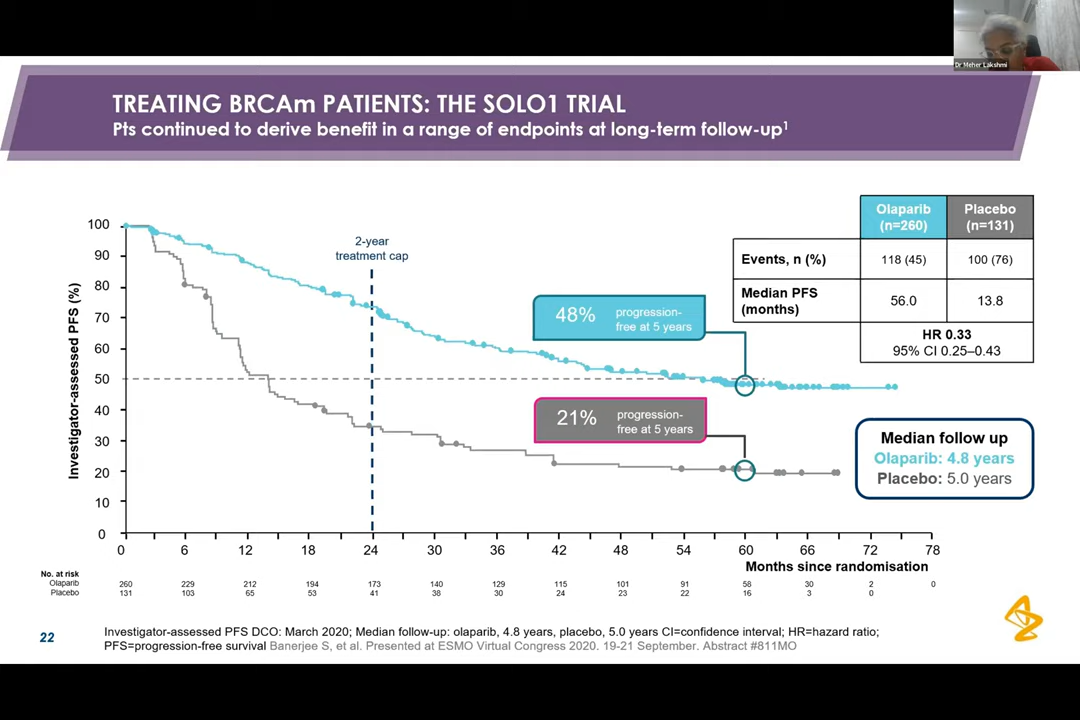 Dr Meher Lakshmi
TREATING BRCAm PATIENTS: THE SOLO1 TRIAL
Pts continued to derive benefit in a range of endpoints at long-term follow-up1
Olaparib
(n=260)
Placebo
(n=131)
Events, n (%)
118 (45)
100 (76)
Median PFS
(months)
56.0
13.8
HR 0.33
95% CI 0.25–0.43
2-year
treatment cap
48%
progression-
free at 5 years
21%
progression-
free at 5 years
Median follow up
Olaparib: 4.8 years
Placebo: 5.0 years
Investigator-assessed PFS (%)
100
90
80
70
60
50
40
30
20
10
0
0 6 12 18 24 30 36 42 48 54 60 66 72 78
Months since randomisation
No. at risk
Olaparib 260 229 212 194 173 140 129 115 101 91 58 30 2 0
Placebo 131 103 65 53 41 38 30 24 23 22 16 3 0
22
Investigator-assessed PFS DCO: March 2020; Median follow-up: olaparib, 4.8 years, placebo, 5.0 years CI=confidence interval; HR=hazard ratio;
PFS=progression-free survival Banerjee S, et al. Presented at ESMO Virtual Congress 2020. 19-21 September. Abstract #811MO